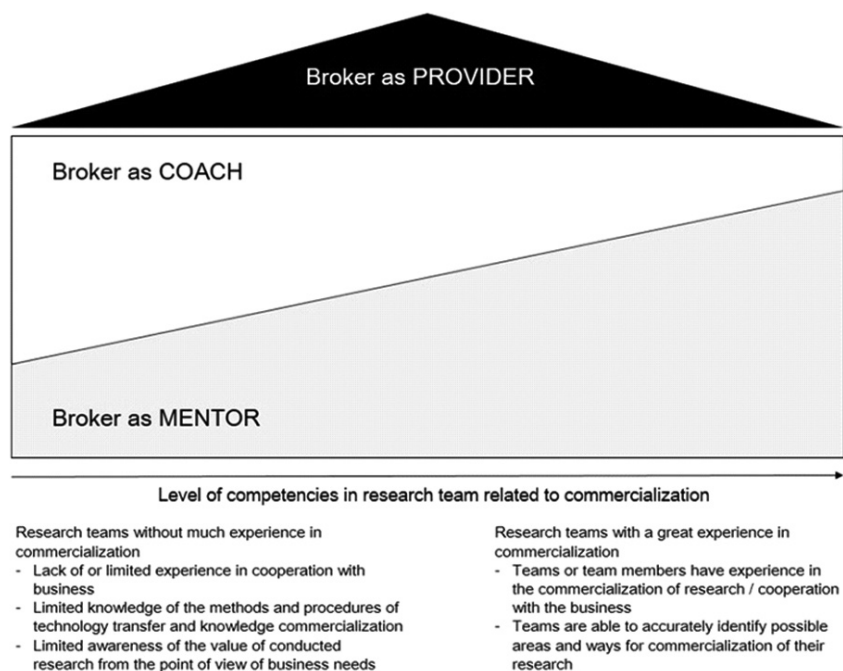 Broker as PROVIDER
Broker as COACH
Broker as MENTOR
Level of competencies in research team related to commercialization
Research teams without much experience in
commercialization
- Lack of or limited experience in cooperation with
business
- Limited knowledge of the methods and procedures of
technology transfer and knowledge commercialization
- Limited awareness of the value of conducted
research from the point of view of business needs
Research teams with a great experience in
commercialization
- Teams or team members have experience in
the commercialization of research / cooperation
with the business
- Teams are able to accurately identify possible
areas and ways for commercialization of their
research